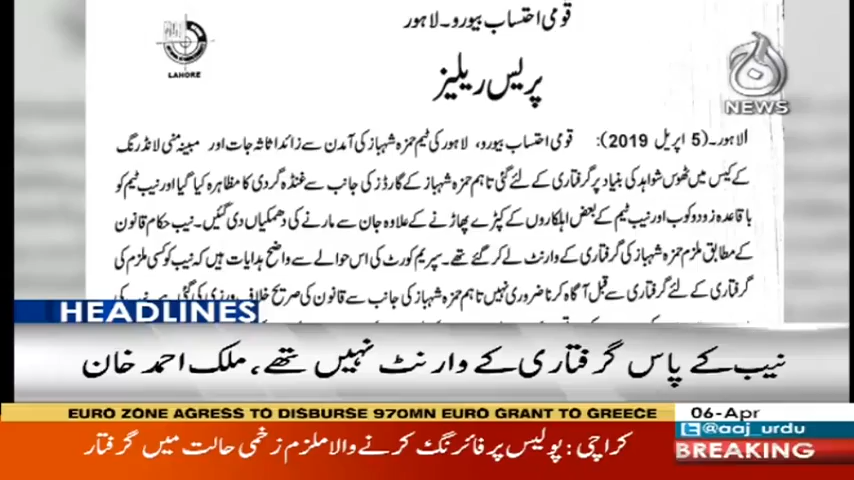 قومی احتساب بیورو۔ لاہور
LAHORE
پریس ریلیز
NEWS
لاہور۔ (5 اپریل 2019): قومی احتساب بیورو، لاہور کی ٹیم حمزہ شہباز کی آمدن سے زائد اثاثہ جات اور مبینہ منی لانڈرنگ
کے کیس میں ٹھوس شواہد کی بنیاد پر گرفتاری کے لئے گئی تاہم حمزہ شہباز کے گارڈز کی جانب سے غنڈہ گردی کا مظاہرہ کیا گیا اور نیب ٹیم کو
باقاعدہ زد و کوب اور نیب ٹیم کے بعض اہلکاروں کے کپڑے پھاڑنے کے علاوہ جان سے مارنے کی دھمکیاں دی گئیں۔ نیب حکام قانون
کے مطابق ملزم حمزہ شہباز کی گرفتاری کے وارنٹ لے کر گئے تھے۔ سپریم کورٹ کی اس حوالے سے واضح ہدایات ہیں کہ نیب کو کسی ملزم کی
گرفتاری کے لئے گرفتاری سے قبل آگاہ کرنا ضروری نہیں تاہم حمزہ شہباز کی جانب سے قانون کی صریح خلاف ورزی کی گئی ہے
HEADLINES
نیب کے پاس گرفتاری کے وارنٹ نہیں تھے، ملک احمد خان
EURO ZONE AGRESS TO DISBURSE 970MN EURO GRANT TO GREECE
06-Apr
@aaj_urdu
کراچی: پولیس پر فائرنگ کرنے والا ملزم زخمی حالت میں گرفتار
BREAKING